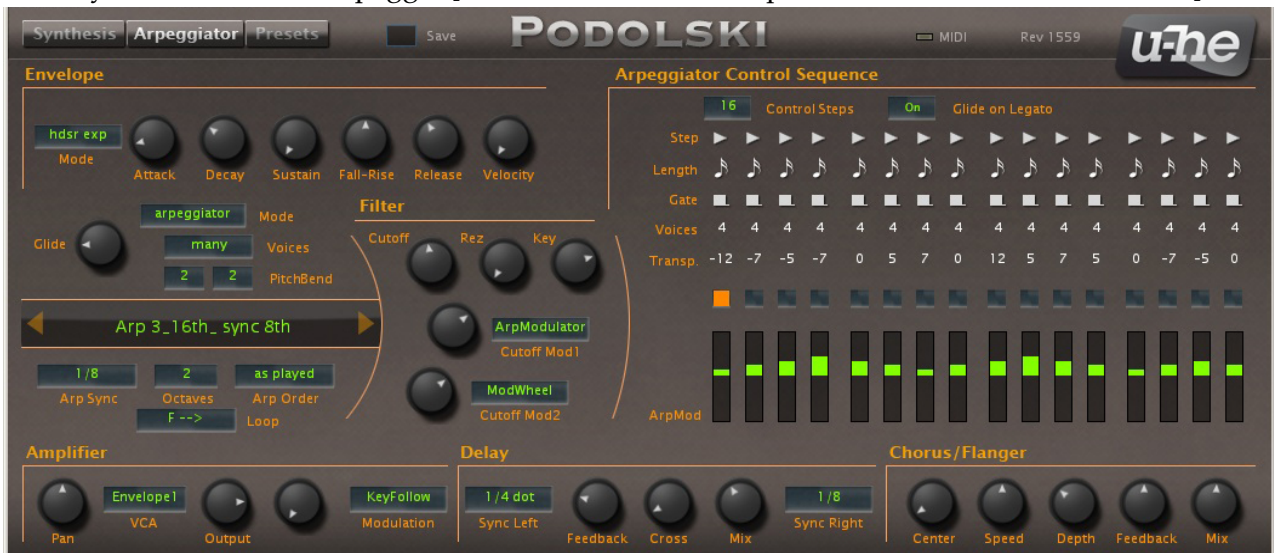 Synthesis Arpeggiator Presets Save PODOLSKI MIDI Rev 1559 u-he
Envelope
hdsr exp
Mode
Attack Decay Sustain Fall-Rise Release Velocity
Glide
arpeggiator Mode
many Voices
2 2 PitchBend
Arp 3_16th_ sync 8th
1/8 2 as played
Arp Sync Octaves Arp Order
F --> Loop
Filter
Cutoff Rez Key
ArpModulator
Cutoff Mod1
ModWheel
Cutoff Mod2
Arpeggiator Control Sequence
16 Control Steps On Glide on Legato
Step
Length
Gate
Voices 4 4 4 4 4 4 4 4 4 4 4 4 4 4 4 4
Transp. -12 -7 -5 -7 0 5 7 0 12 5 7 5 0 -7 -5 0
ArpMod
Amplifier
Envelope1 KeyFollow
VCA Modulation
Pan Output
Delay
1/4 dot 1/8
Sync Left Sync Right
Feedback Cross Mix
Chorus/Flanger
Center Speed Depth Feedback Mix